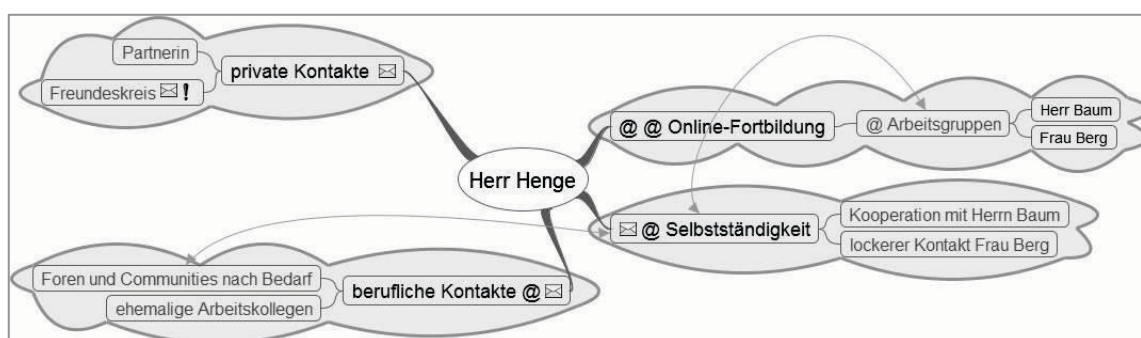 Partnerin
private Kontakte ✉
Freundeskreis ✉ !
Herr Henge
@ @ Online-Fortbildung
@ Arbeitsgruppen
Herr Baum
Frau Berg
✉ @ Selbstständigkeit
Kooperation mit Herrn Baum
lockerer Kontakt Frau Berg
Foren und Communities nach Bedarf
berufliche Kontakte @ ✉
ehemalige Arbeitskollegen